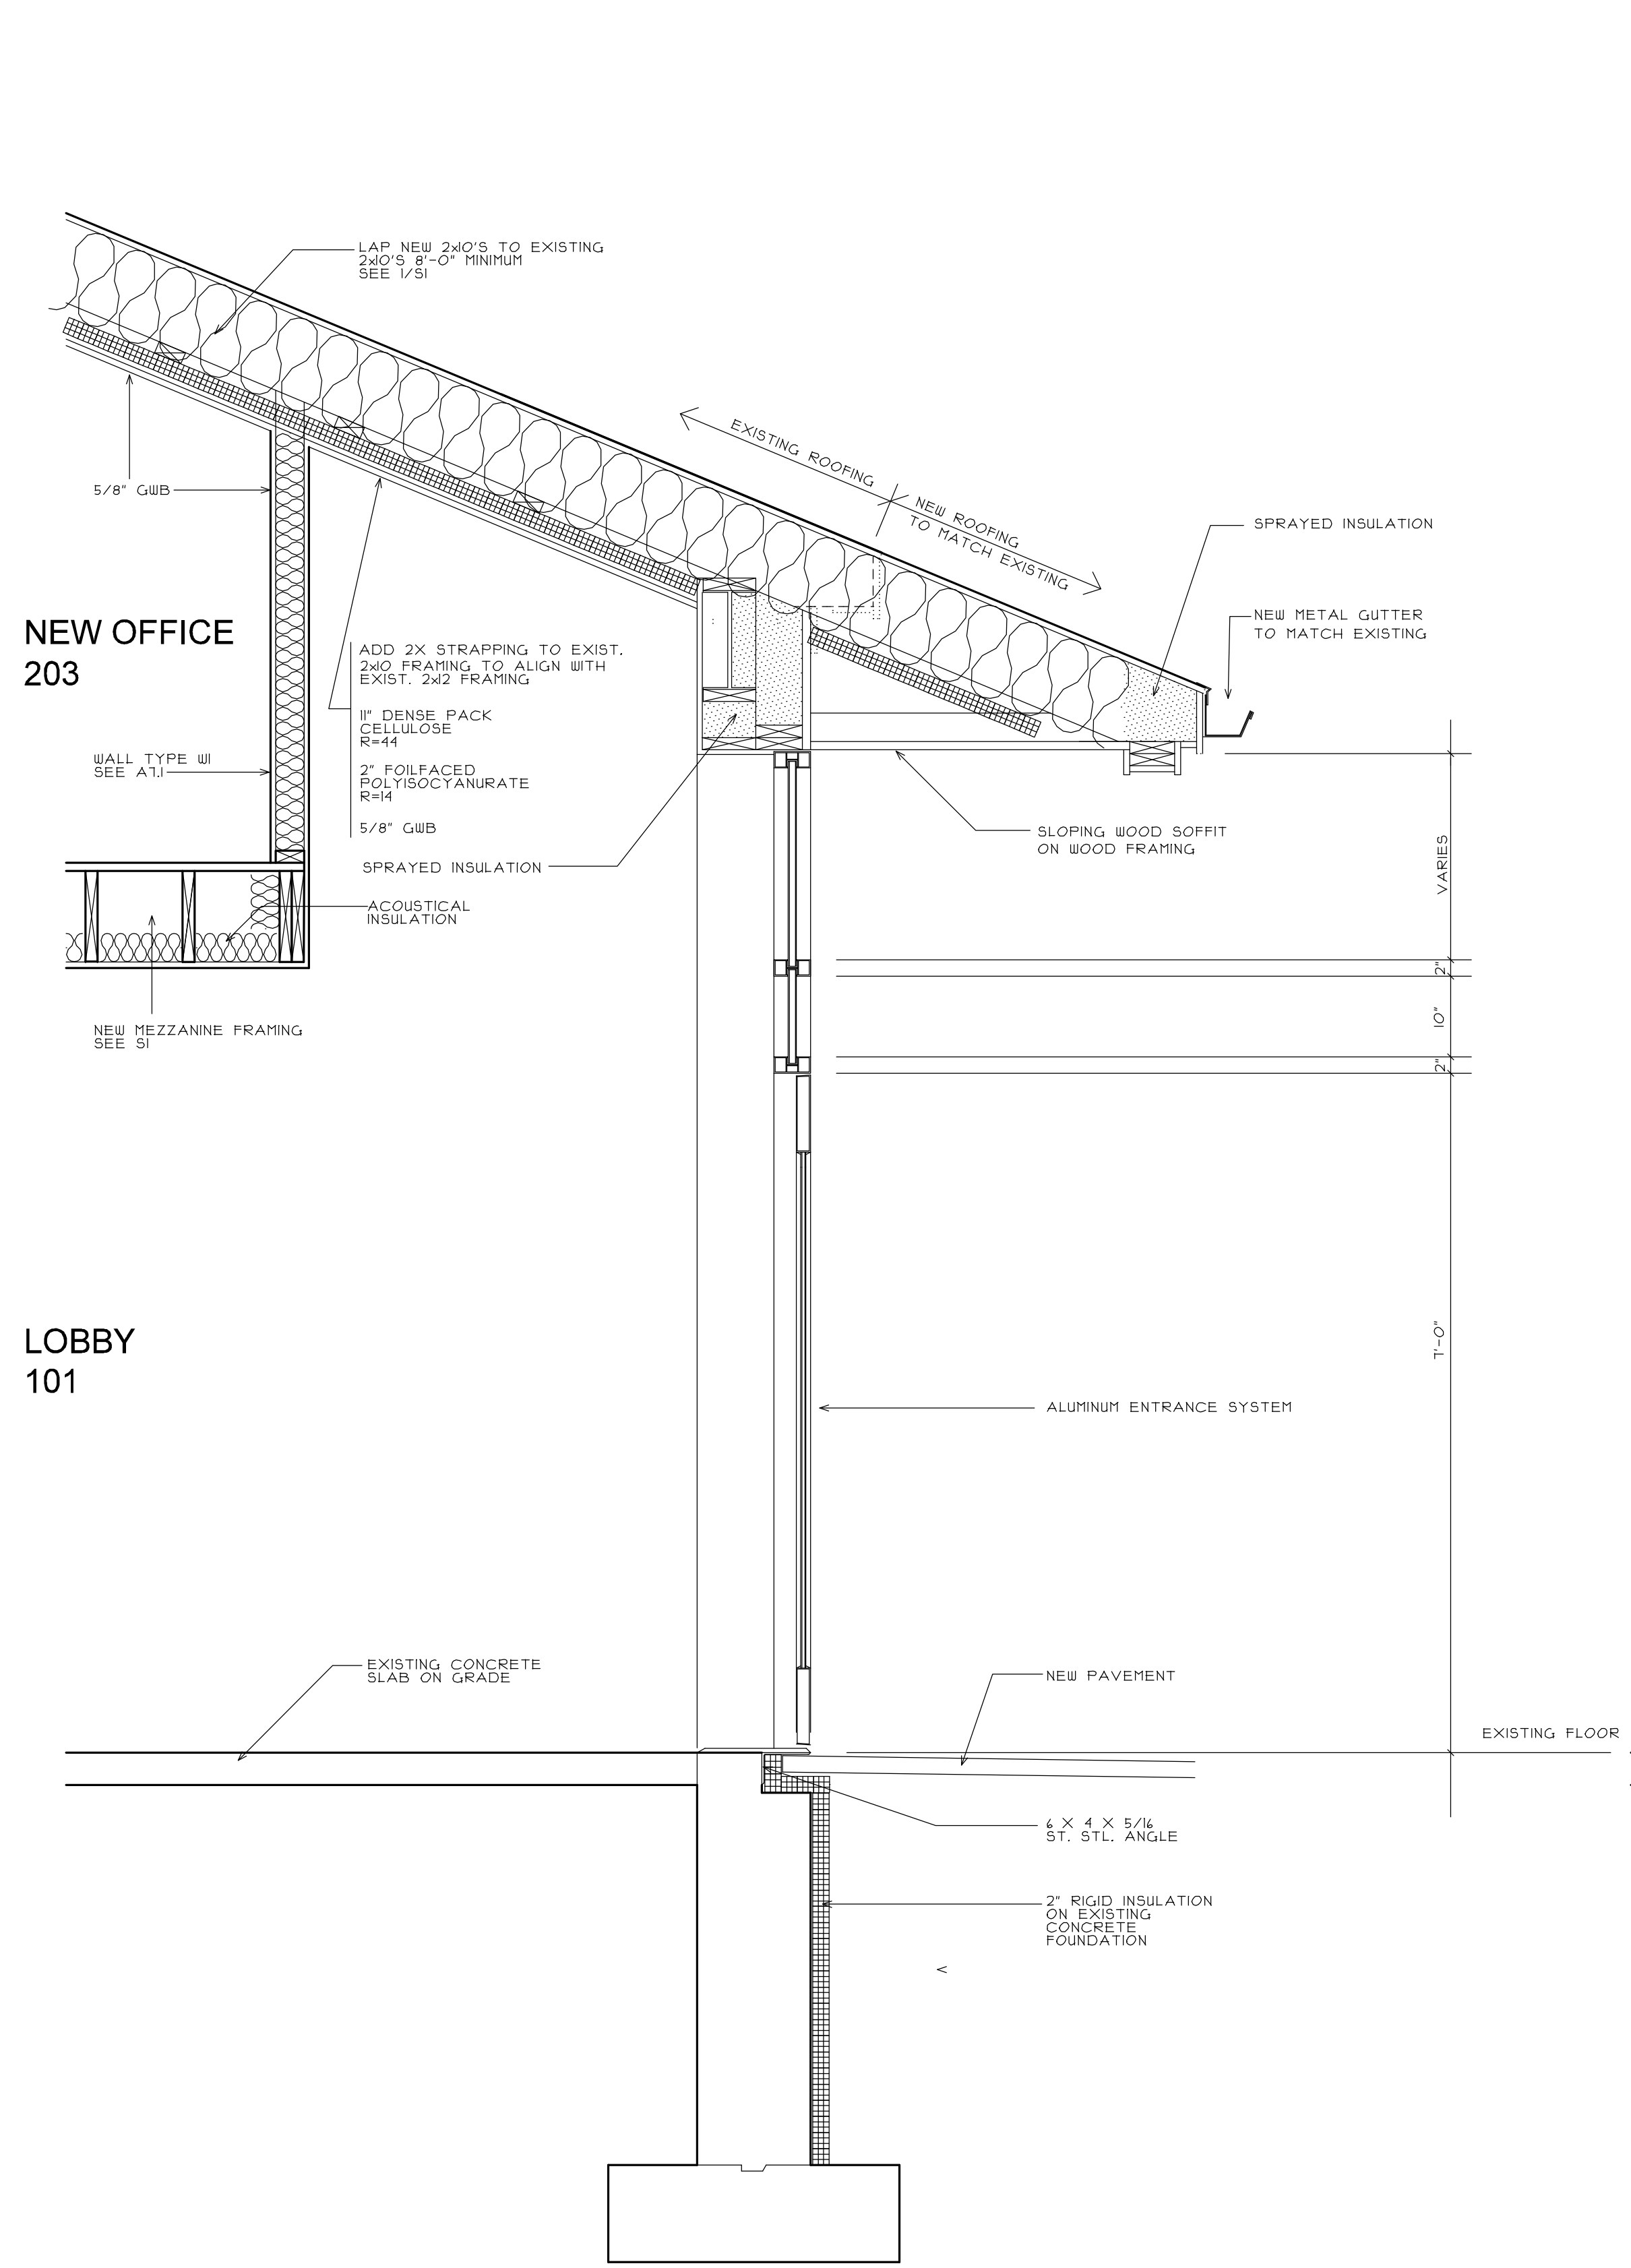 LAP NEW 2x10'S TO EXISTING
2x10'S 8'-0" MINIMUM
SEE 1/S1
EXISTING ROOFING
NEW ROOFING
TO MATCH EXISTING
5/8" GWB
SPRAYED INSULATION
NEW METAL GUTTER
TO MATCH EXISTING
NEW OFFICE
203
ADD 2X STRAPPING TO EXIST.
2x10 FRAMING TO ALIGN WITH
EXIST. 2x12 FRAMING
11" DENSE PACK
CELLULOSE
R=44
2" FOILFACED
POLYISOCYANURATE
R=14
5/8" GWB
WALL TYPE W1
SEE A7.1
SPRAYED INSULATION
SLOPING WOOD SOFFIT
ON WOOD FRAMING
VARIES
ACOUSTICAL
INSULATION
2"
10"
2"
NEW MEZZANINE FRAMING
SEE S1
LOBBY
101
7'-0"
ALUMINUM ENTRANCE SYSTEM
EXISTING CONCRETE
SLAB ON GRADE
NEW PAVEMENT
EXISTING FLOOR
6 X 4 X 5/16
ST. STL. ANGLE
2" RIGID INSULATION
ON EXISTING
CONCRETE
FOUNDATION